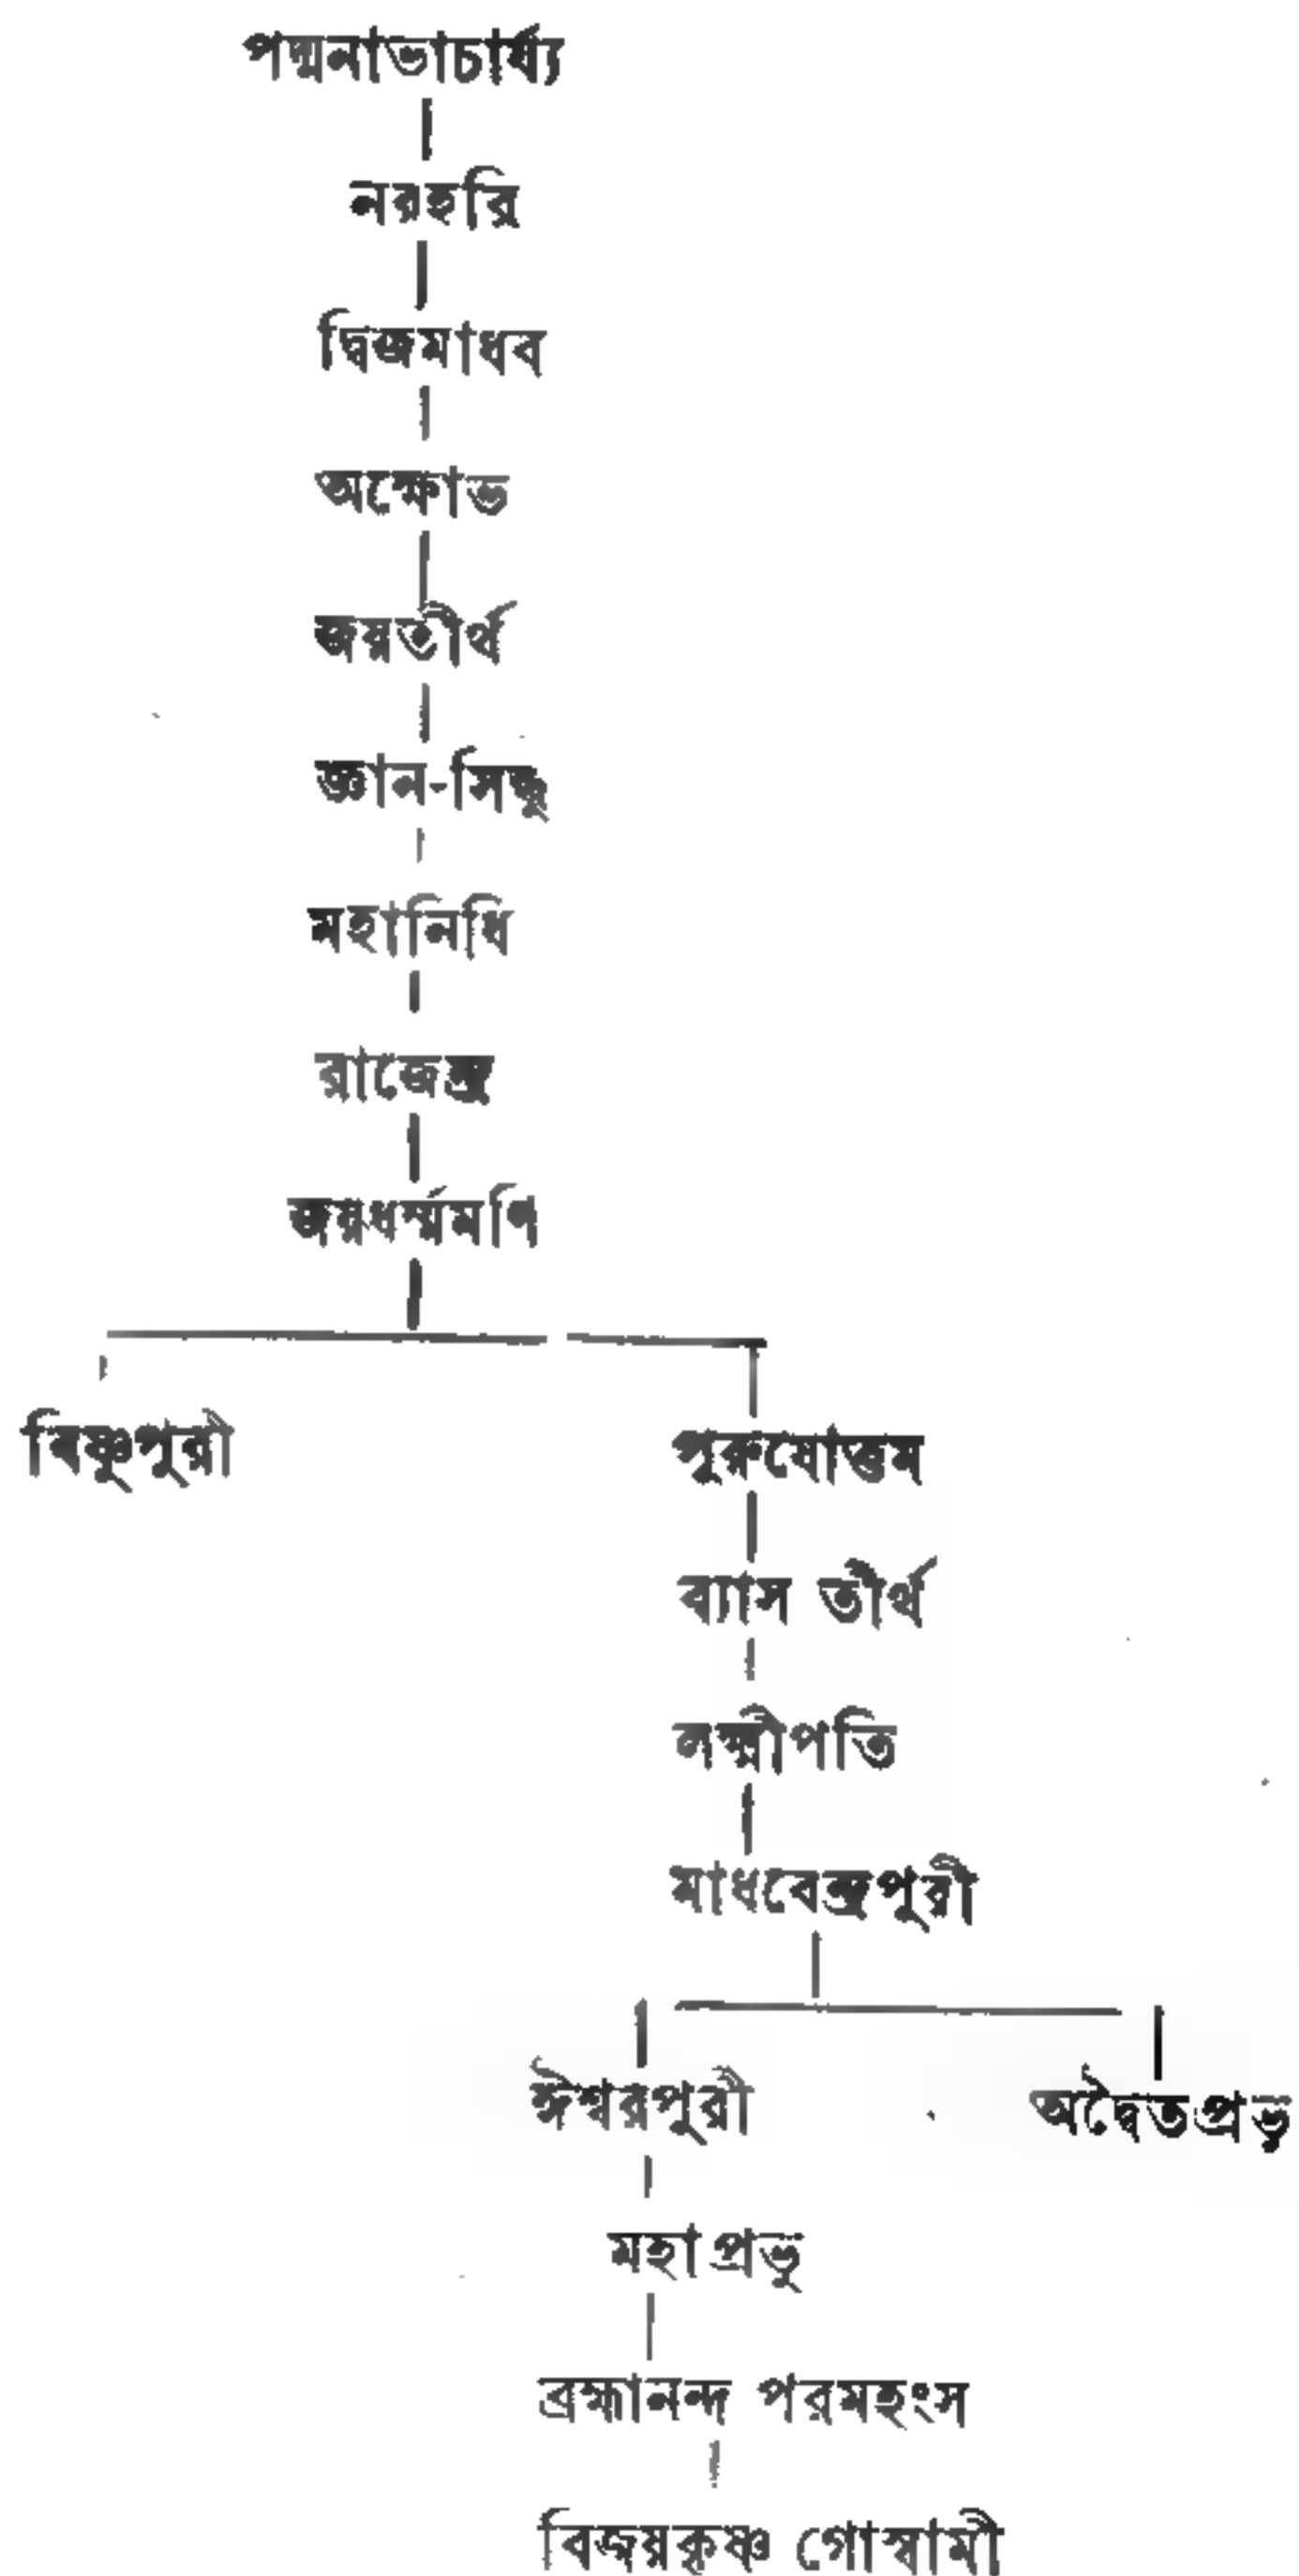 পদ্মনাভাচার্য্য
নরহরি
দ্বিজমাধব
অক্ষোভ
জয়তীর্থ
জ্ঞান-সিন্ধু
মহানিধি
রাজেন্দ্র
জয়ধর্ম্মমণি
বিষ্ণুপুরী পুরুষোত্তম
ব্যাস তীর্থ
লক্ষ্মীপতি
মাধবেন্দ্রপুরী
ঈশ্বরপুরী অদ্বৈতপ্রভু
মহাপ্রভু
ব্রহ্মানন্দ পরমহংস
বিজয়কৃষ্ণ গোস্বামী